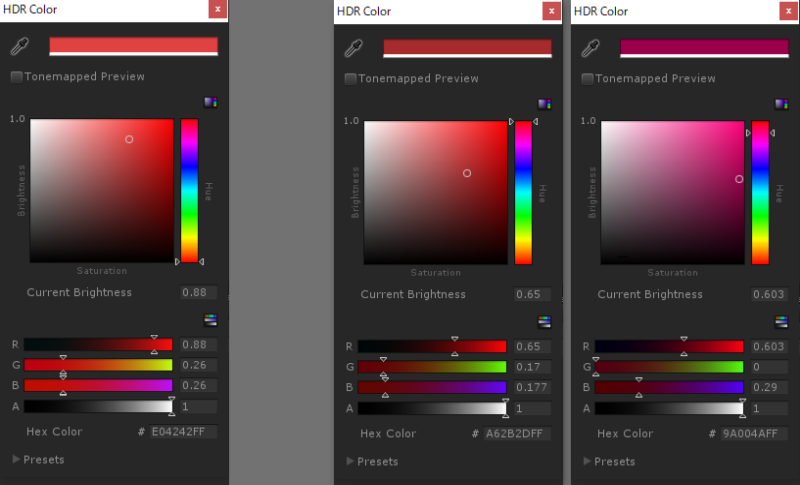 HDR Color
x
Tonemapped Preview
1.0
Brightness
Hue
Saturation
Current Brightness 0.88
R 0.88
G 0.26
B 0.26
A 1
Hex Color # E04242FF
Presets
HDR Color
x
Tonemapped Preview
1.0
Brightness
Hue
Saturation
Current Brightness 0.65
R 0.65
G 0.17
B 0.177
A 1
Hex Color # A62B2DFF
Presets
HDR Color
x
Tonemapped Preview
1.0
Brightness
Hue
Saturation
Current Brightness 0.603
R 0.603
G 0
B 0.29
A 1
Hex Color # 9A004AFF
Presets